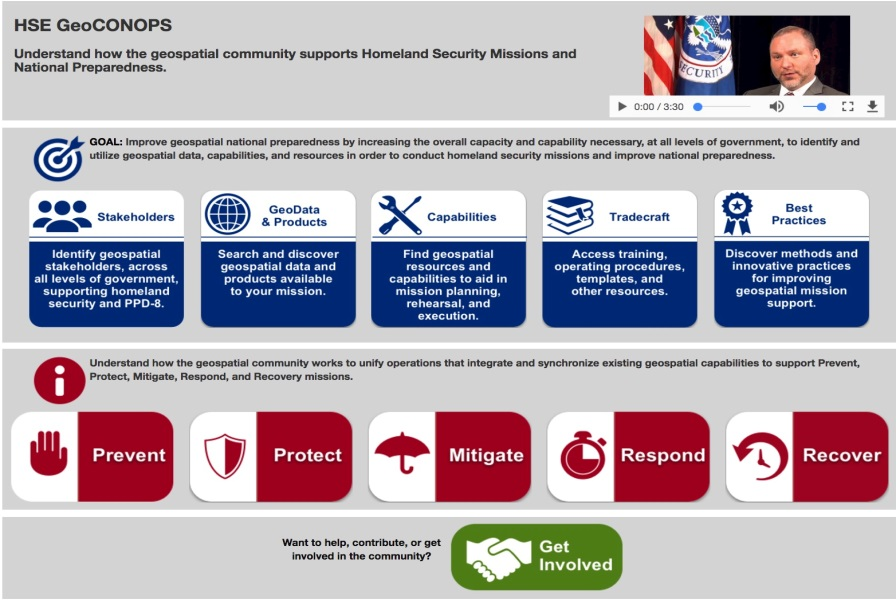 HSE GeoCONOPS
Understand how the geospatial community supports Homeland Security Missions and
National Preparedness.
SECURITY
0:00 / 3:30
GOAL: Improve geospatial national preparedness by increasing the overall capacity and capability necessary, at all levels of government, to identify and
utilize geospatial data, capabilities, and resources in order to conduct homeland security missions and improve national preparedness.
Stakeholders
Identify geospatial
stakeholders, across
all levels of government,
supporting homeland
security and PPD-8.
GeoData
& Products
Search and discover
geospatial data and
products available
to your mission.
Capabilities
Find geospatial
resources and
capabilities to aid in
mission planning,
rehearsal, and
execution.
Tradecraft
Access training,
operating procedures,
templates, and
other resources.
Best
Practices
Discover methods and
innovative practices
for improving
geospatial mission
support.
Understand how the geospatial community works to unify operations that integrate and synchronize existing geospatial capabilities to support Prevent,
Protect, Mitigate, Respond, and Recovery missions.
Prevent
Protect
Mitigate
Respond
Recover
Want to help, contribute, or get
involved in the community?
Get
Involved